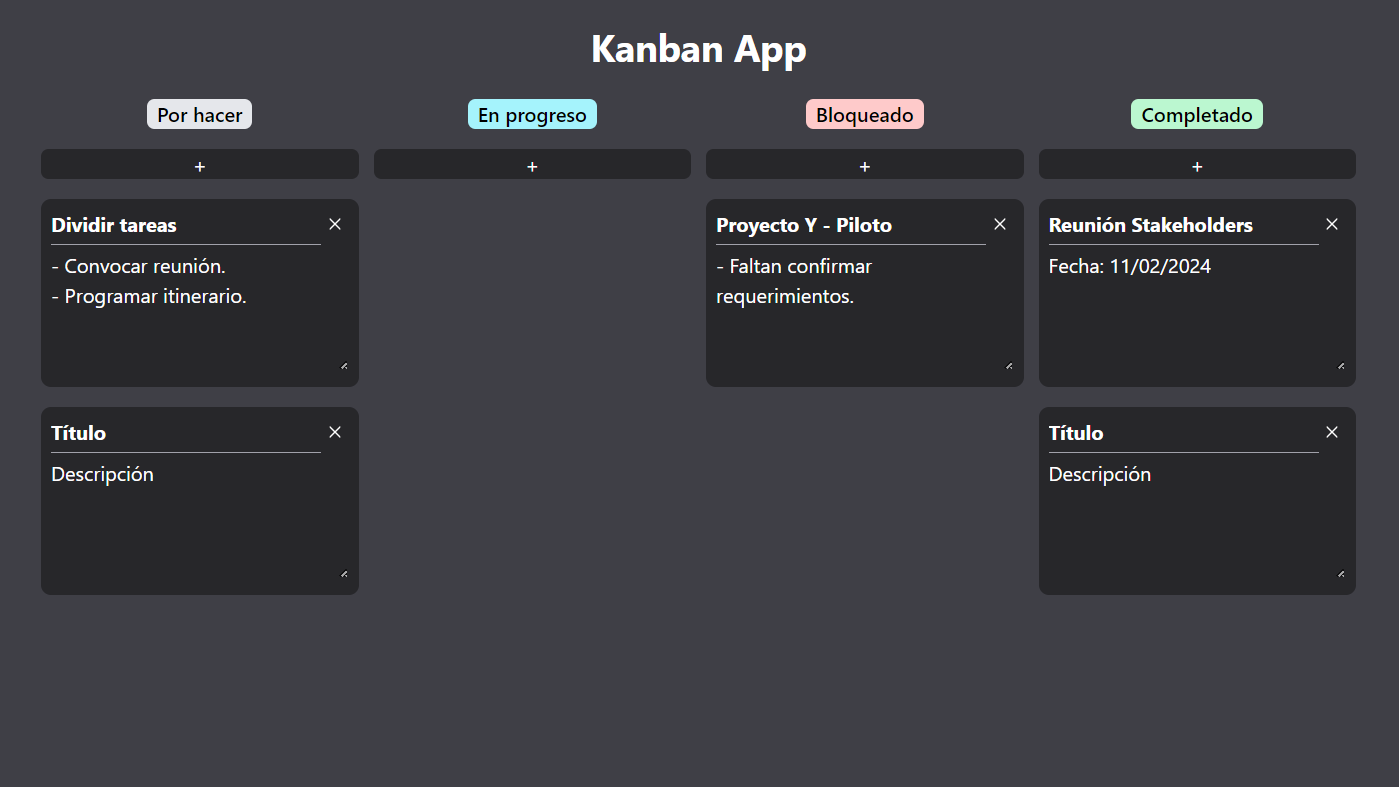 Kanban App
Por hacer
+
Dividir tareas
- Convocar reunión.
- Programar itinerario.
Título
Descripción
En progreso
+
Bloqueado
+
Proyecto Y - Piloto
- Faltan confirmar
requerimientos.
Completado
+
Reunión Stakeholders
Fecha: 11/02/2024
Título
Descripción